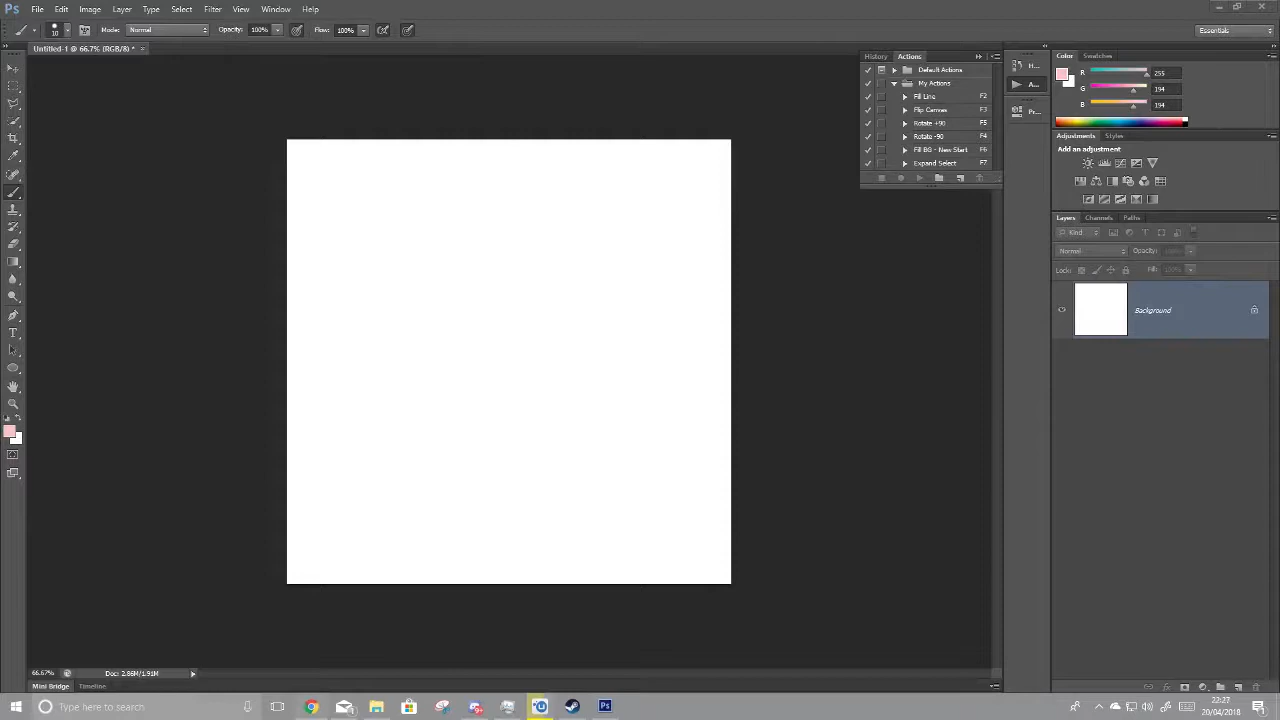 Ps File Edit Image Layer Type Select Filter View Window Help
10 Mode: Normal Opacity: 100% Flow: 100% Essentials
Untitled-1 @ 66.7% (RGB/8) * ×
History Actions
Default Actions
My Actions
Fill Line F2
Flip Canvas F3
Rotate +90 F5
Rotate -90 F4
Fill BG - New Start F6
Expand Select F7
H...
A...
Pr...
Color Swatches
R 255
G 194
B 194
Adjustments Styles
Add an adjustment
Layers Channels Paths
Kind
Normal Opacity:
Lock: Fill: 100%
Background
66.67% Doc: 2.86M/1.91M
Mini Bridge Timeline
Type here to search
Ps
22:27
20/04/2018